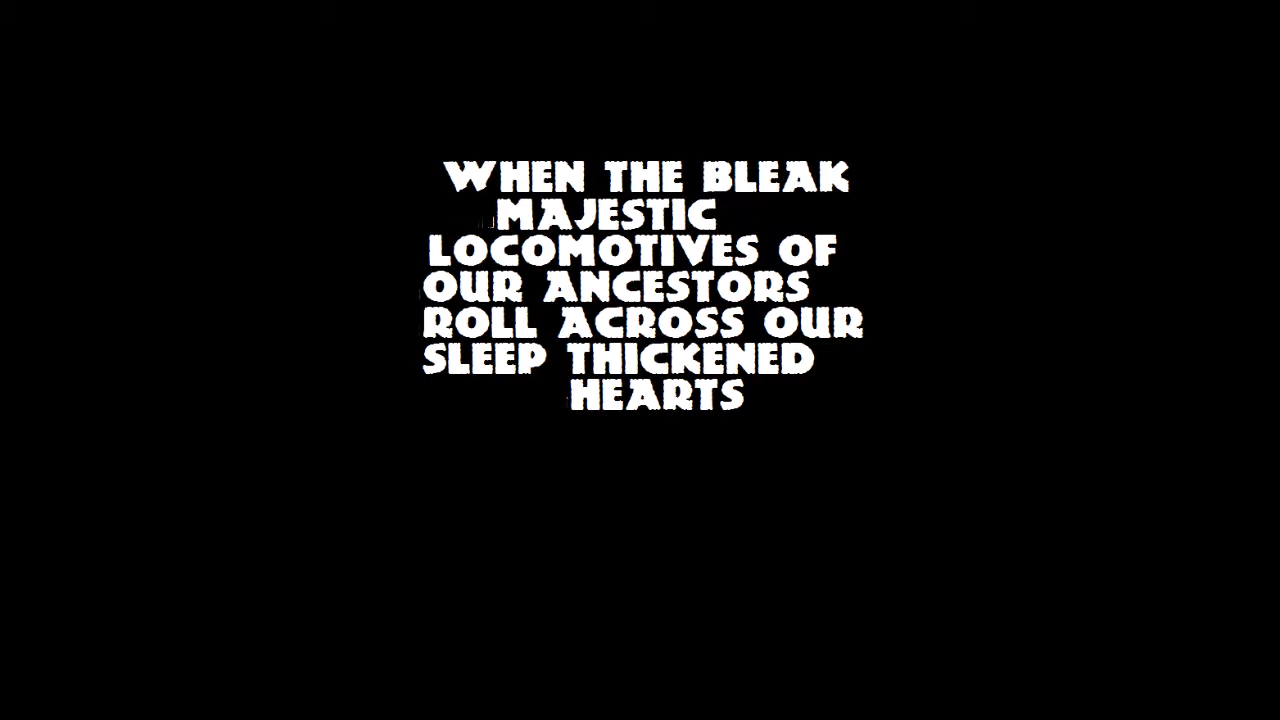 WHEN THE BLEAK
MAJESTIC
LOCOMOTIVES OF
OUR ANCESTORS
ROLL ACROSS OUR
SLEEP THICKENED
HEARTS